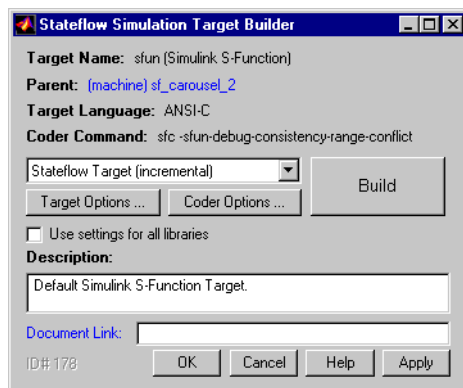 Stateflow Simulation Target Builder
Target Name: sfun (Simulink S-Function)
Parent: (machine) sf_carousel_2
Target Language: ANSI-C
Coder Command: sfc -sfun-debug-consistency-range-conflict
Stateflow Target (incremental)
Build
Target Options ... Coder Options ...
Use settings for all libraries
Description:
Default Simulink S-Function Target.
Document Link:
ID# 178 OK Cancel Help Apply